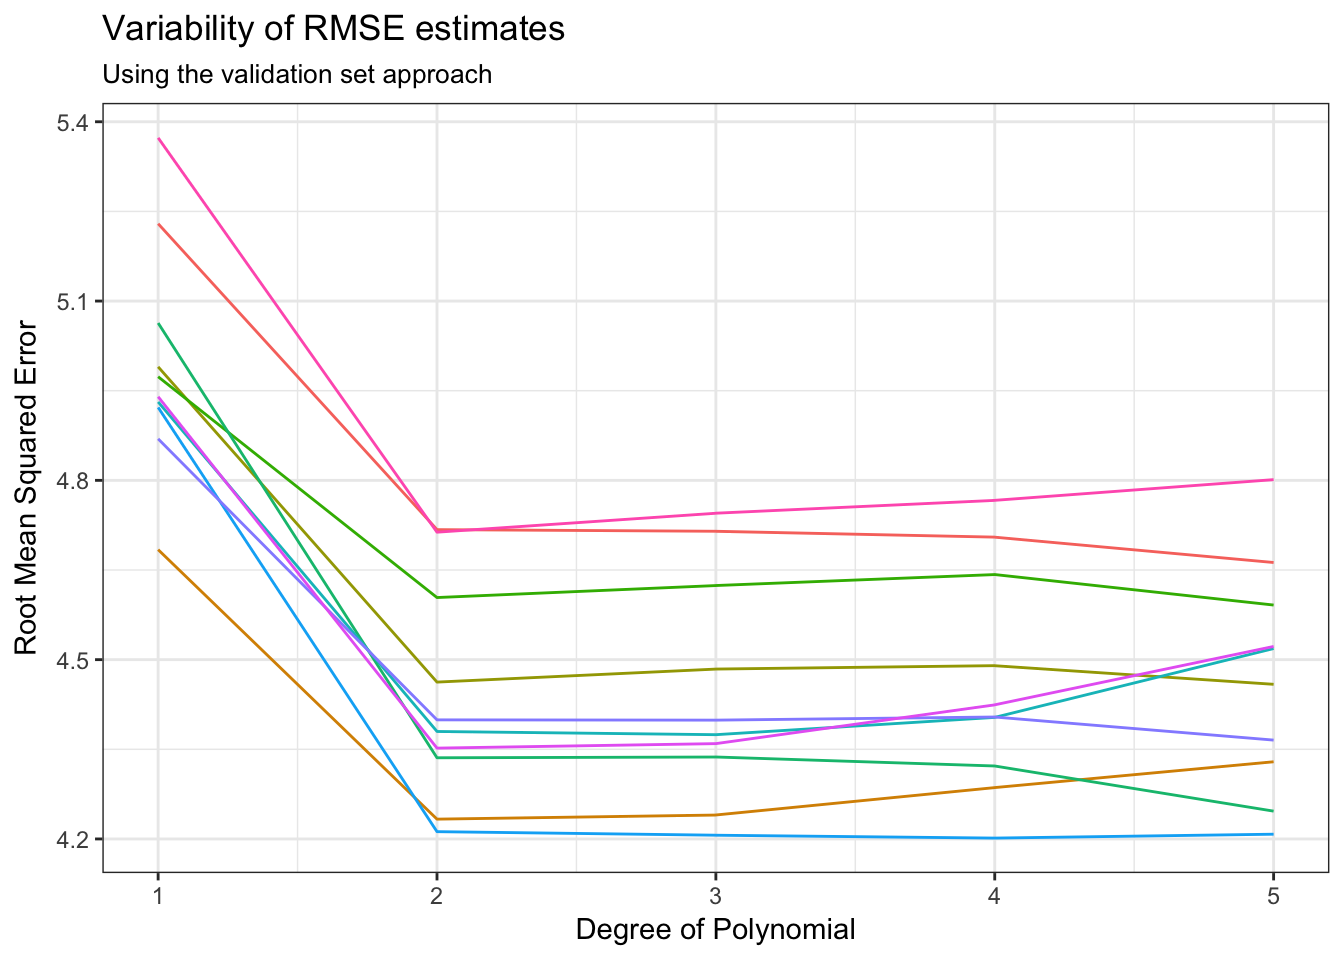 Variability of RMSE estimates
Using the validation set approach
Root Mean Squared Error
5.4
5.1
4.8
4.5
4.2
1 2 3 4 5
Degree of Polynomial